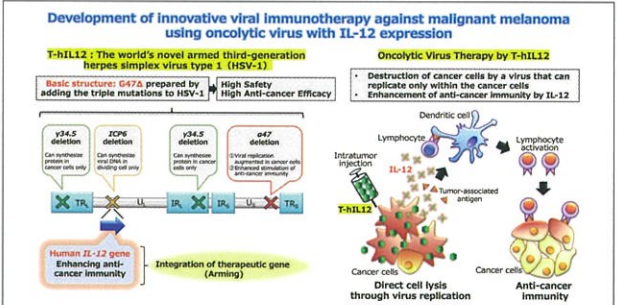 Development of innovative viral immunotherapy against malignant melanoma
using oncolytic virus with IL-12 expression
T-hIL12 : The world's novel armed third-generation
herpes simplex virus type 1 (HSV-1)
Basic structure: G47Δ prepared by
adding the triple mutations to HSV-1
High Safety
High Anti-cancer Efficacy
γ34.5
deletion
Can synthesize
protein in
cancer cells only
ICP6
deletion
Can synthesize
viral DNA in
dividing cell only
γ34.5
deletion
Can synthesize
protein in cancer
cells only
α47
deletion
①Viral replication
augmented in cancer cells
②Enhanced stimulation of
anti-cancer immunity
TRL
UL
IRL
IRS
US
TRS
Human IL-12 gene
Enhancing anti-
cancer immunity
Integration of therapeutic gene
(Arming)
Oncolytic Virus Therapy by T-hIL12
• Destruction of cancer cells by a virus that can
replicate only within the cancer cells
• Enhancement of anti-cancer immunity by IL-12
Dendritic cell
Lymphocyte
Lymphocyte
activation
Intratumor
injection
IL-12
Tumor-associated
antigen
T-hIL12
Cancer cells
Cancer cells
Direct cell lysis
through virus replication
Anti-cancer
immunity